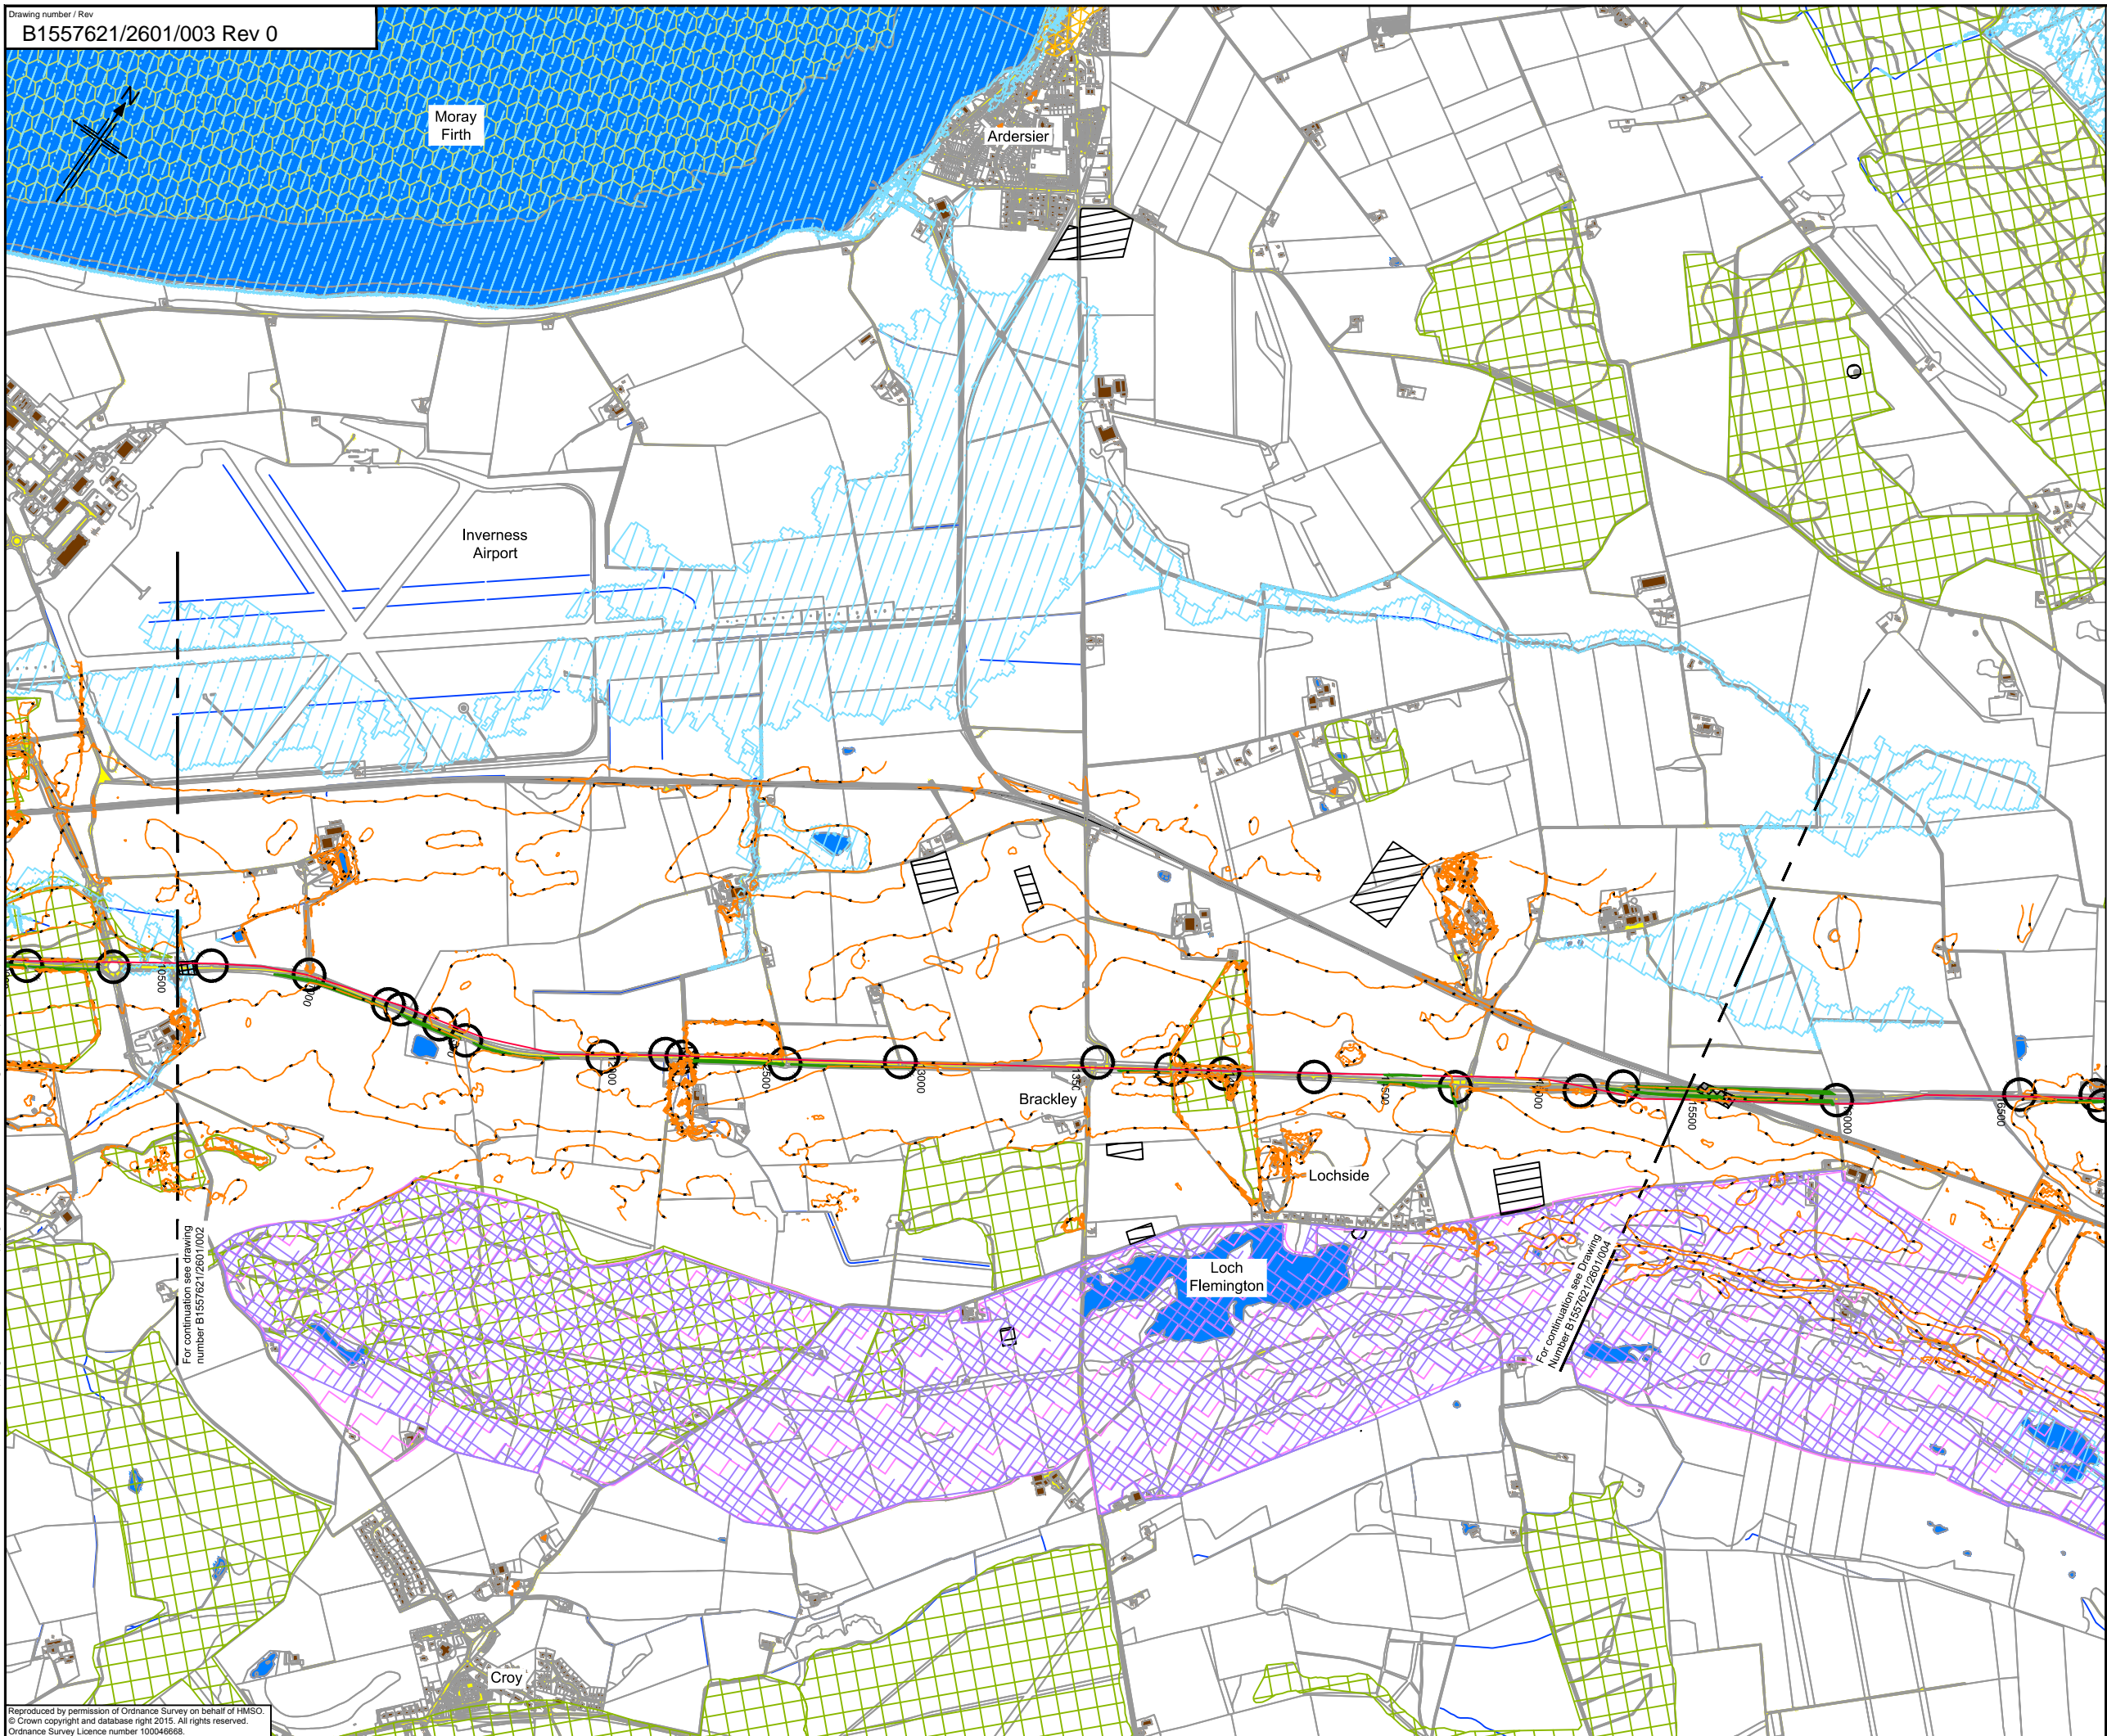 Drawing number / Rev
B1557621/2601/003 Rev 0
N
Moray
Firth
Ardersier
Inverness
Airport
10500
12000
13000
15500
16500
Brackley
Lochside
Loch
Flemington
For continuation see drawing
number B1557621/2601/002
For continuation see Drawing
Number B1557621/2601/004
Croy
Reproduced by permission of Ordnance Survey on behalf of HMSO.
© Crown copyright and database right 2015. All rights reserved.
Ordnance Survey Licence number 100046668.